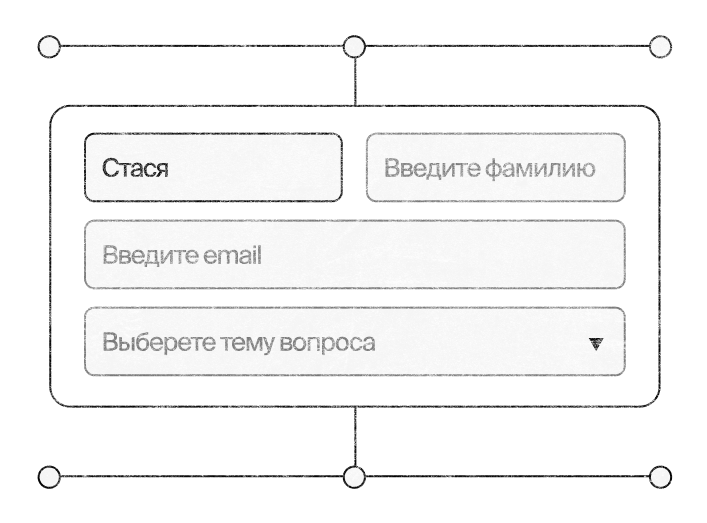 Стася
Введите фамилию
Введите email
Выберете тему вопроса